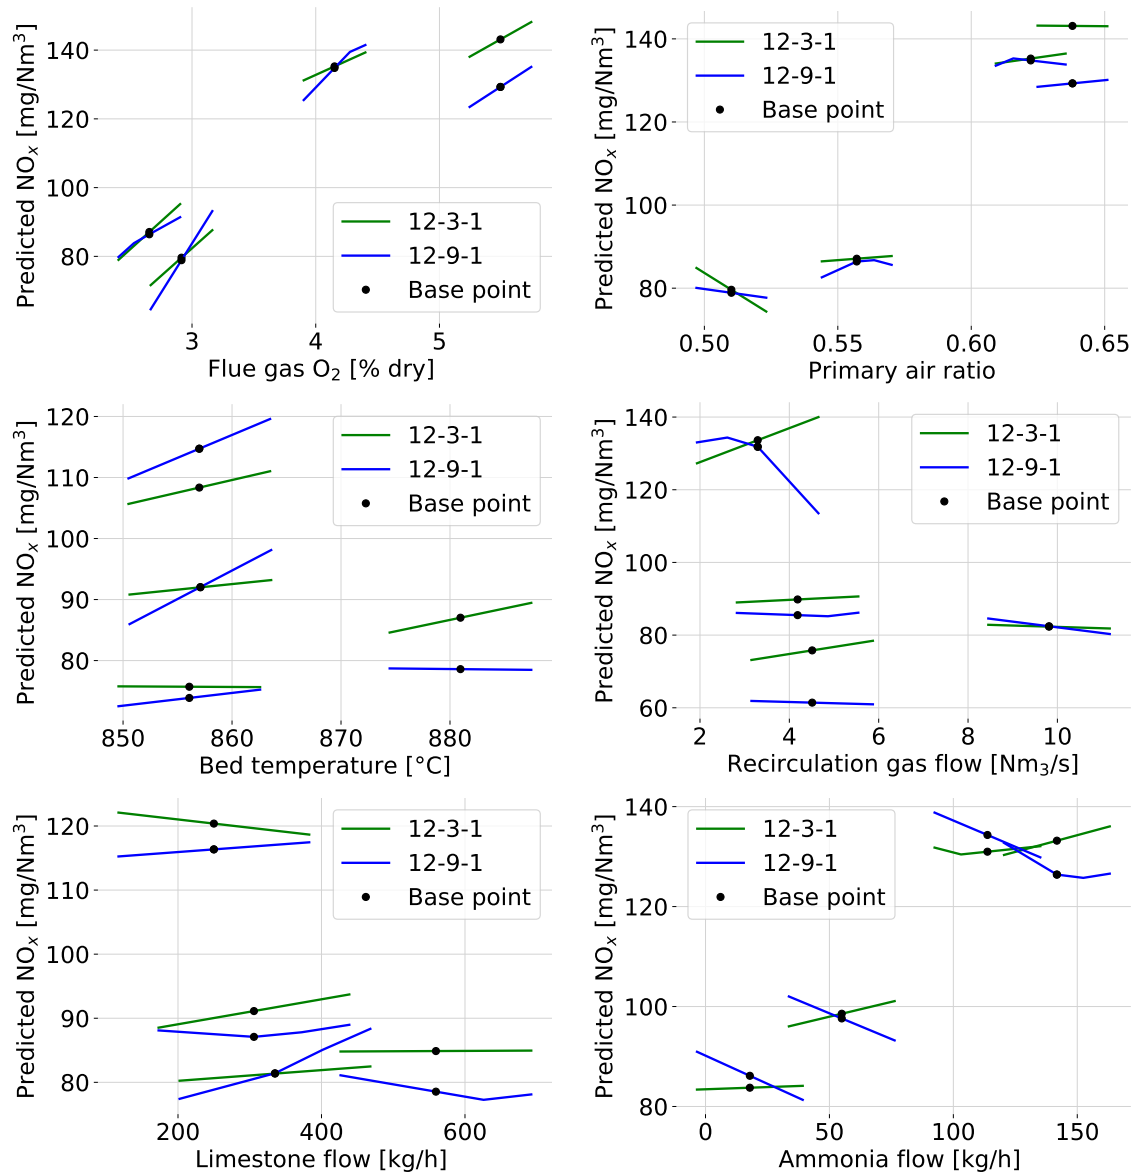 Predicted NOx [mg/Nm³]
140
120
100
80
12-3-1
12-9-1
Base point
3 4 5
Flue gas O₂ [% dry]
Predicted NOx [mg/Nm³]
140
120
100
80
12-3-1
12-9-1
Base point
0.50 0.55 0.60 0.65
Primary air ratio
Predicted NOx [mg/Nm³]
120
110
100
90
80
12-3-1
12-9-1
Base point
850 860 870 880
Bed temperature [°C]
Predicted NOx [mg/Nm³]
140
120
100
80
60
12-3-1
12-9-1
Base point
2 4 6 8 10
Recirculation gas flow [Nm₃/s]
Predicted NOx [mg/Nm³]
120
110
100
90
80
12-3-1
12-9-1
Base point
200 400 600
Limestone flow [kg/h]
Predicted NOx [mg/Nm³]
140
120
100
80
12-3-1
12-9-1
Base point
0 50 100 150
Ammonia flow [kg/h]